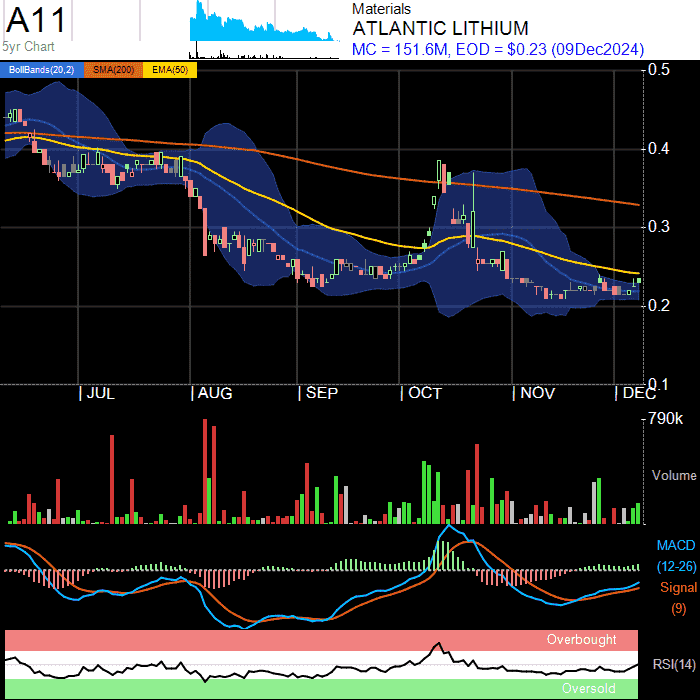 A11
5yr Chart
Materials
ATLANTIC LITHIUM
MC = 151.6M, EOD = $0.23 (09Dec2024)
BollBands(20,2) SMA(200) EMA(50)
0.5
0.4
0.3
0.2
0.1
JUL AUG SEP OCT NOV DEC
790k
Volume
MACD
(12-26)
Signal
(9)
Overbought
RSI(14)
Oversold